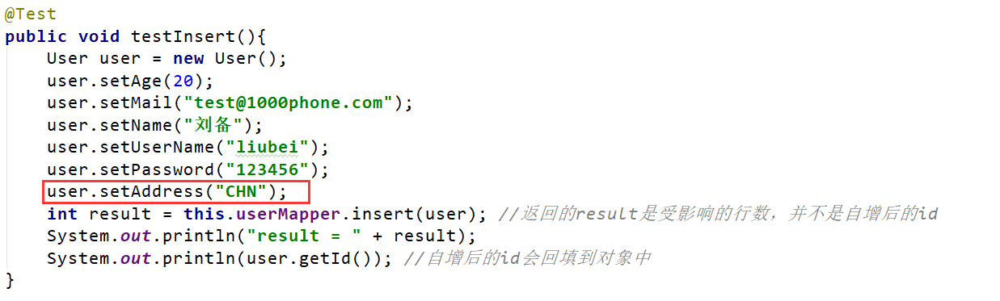 @Test
public void testInsert(){
User user = new User();
user.setAge(20);
user.setMail("test@1000phone.com");
user.setName("刘备");
user.setUserName("liubei");
user.setPassword("123456");
user.setAddress("CHN");
int result = this.userMapper.insert(user); //返回的result是受影响的行数，并不是自增后的id
System.out.println("result = " + result);
System.out.println(user.getId()); //自增后的id会回填到对象中
}